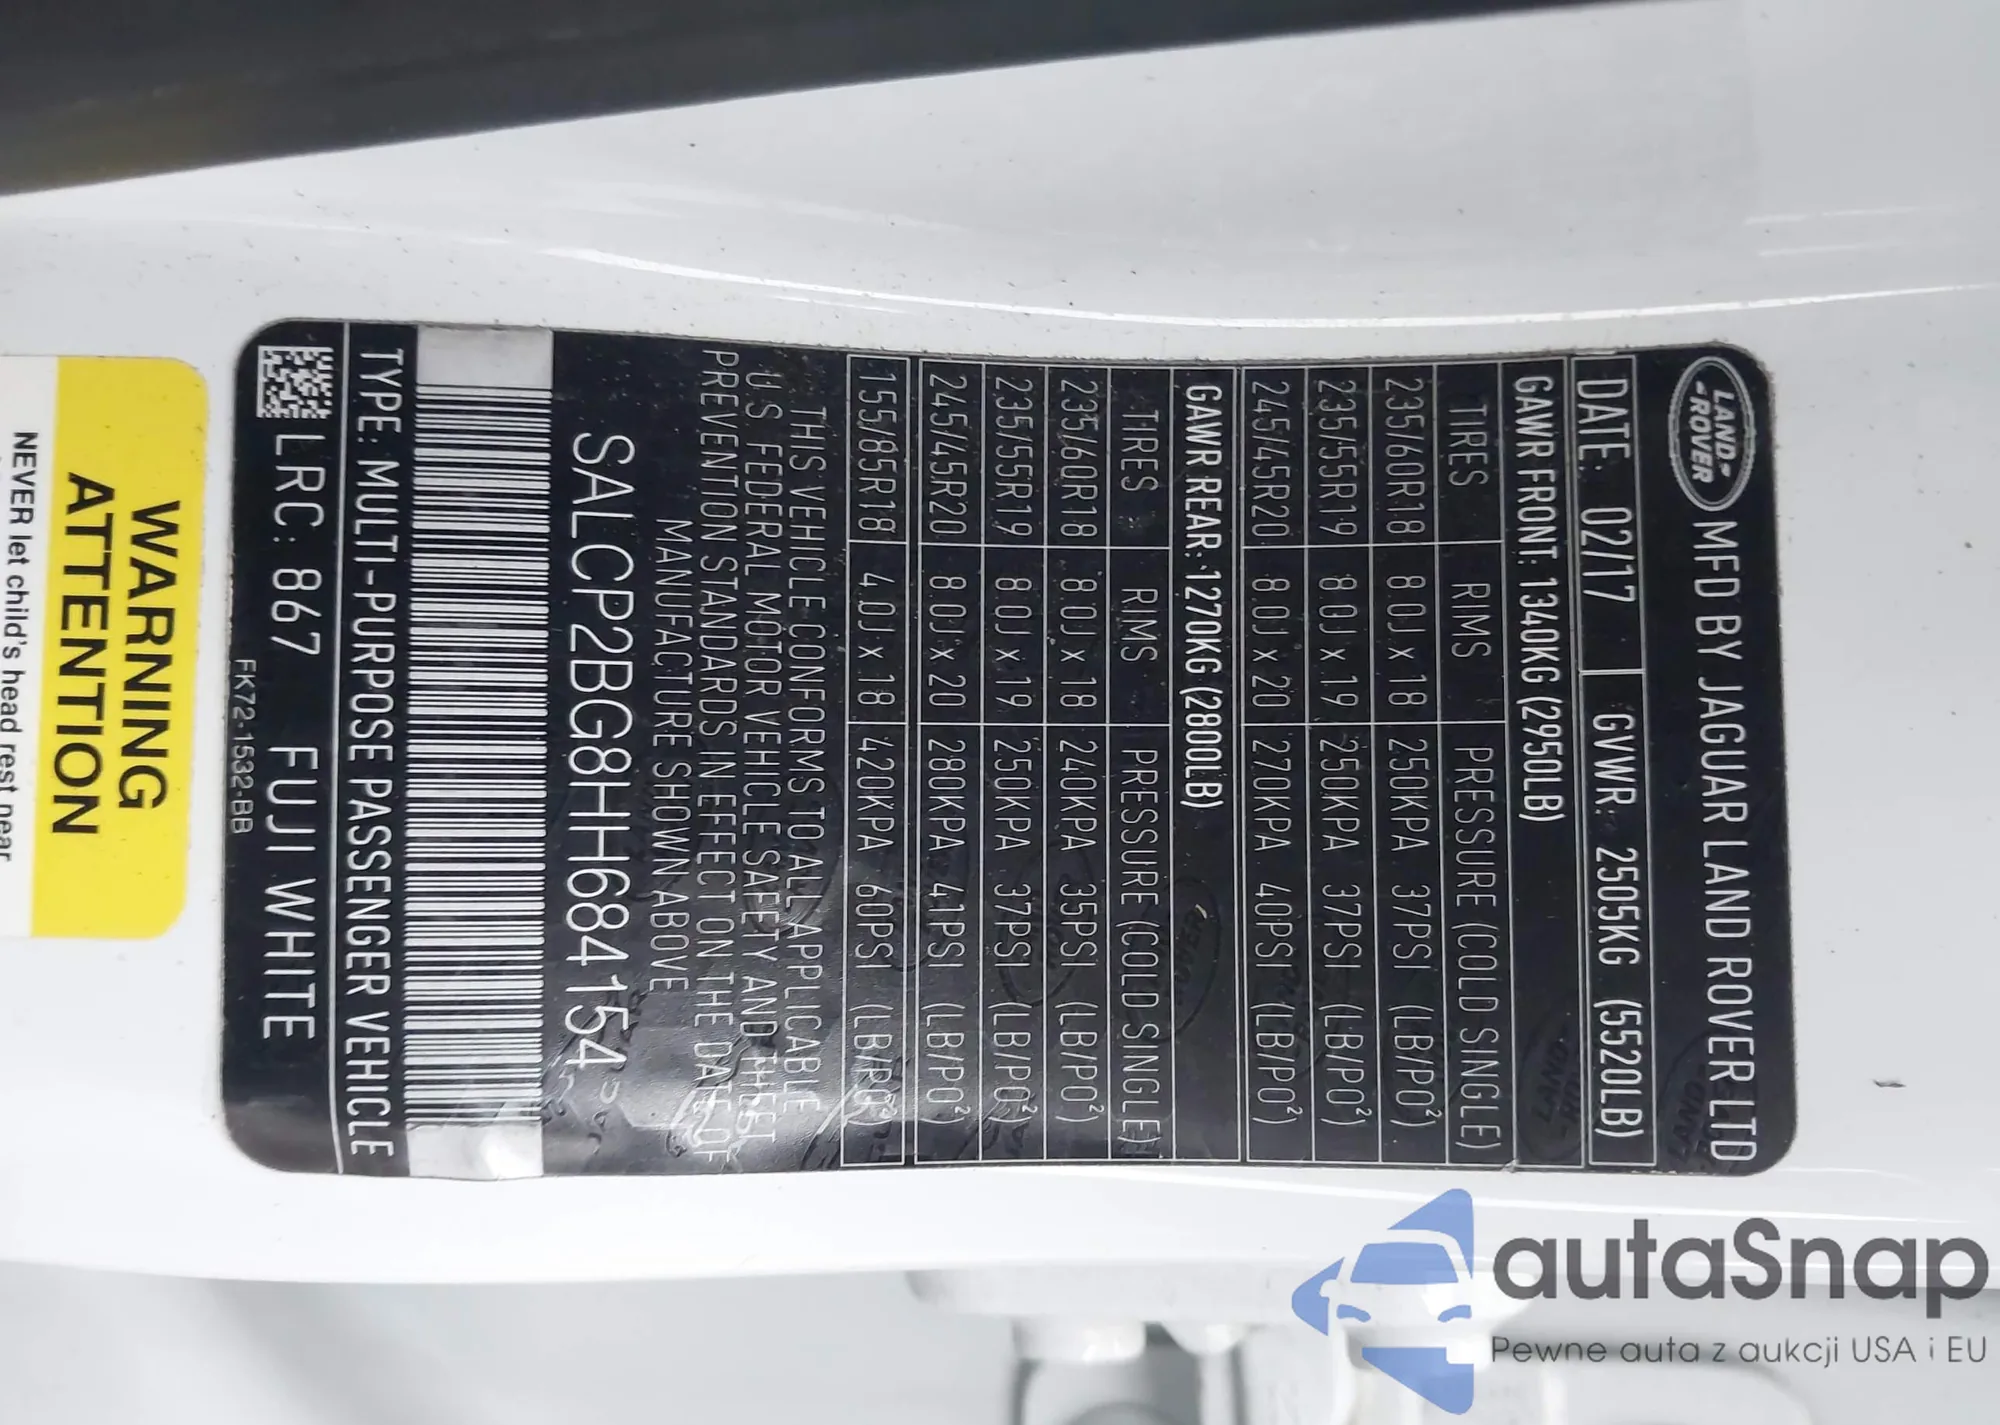 LAND-
-ROVER
MFD BY JAGUAR LAND ROVER LTD
DATE: 02/17 GVWR: 2505KG (5520LB)
GAWR FRONT: 1340KG (2950LB)
TIRES RIMS PRESSURE (COLD SINGLE)
235/60R18 8.0J x 18 250KPA 37PSI (LB/PO²)
235/55R19 8.0J x 19 250KPA 37PSI (LB/PO²)
245/45R20 8.0J x 20 270KPA 40PSI (LB/PO²)
GAWR REAR: 1270KG (2800LB)
TIRES RIMS PRESSURE (COLD SINGLE)
235/60R18 8.0J x 18 240KPA 35PSI (LB/PO²)
235/55R19 8.0J x 19 250KPA 37PSI (LB/PO²)
245/45R20 8.0J x 20 280KPA 41PSI (LB/PO²)
155/85R18 4.0J x 18 420KPA 60PSI (LB/PO²)
THIS VEHICLE CONFORMS TO ALL APPLICABLE
U.S. FEDERAL MOTOR VEHICLE SAFETY AND THEFT
PREVENTION STANDARDS IN EFFECT ON THE DATE OF
MANUFACTURE SHOWN ABOVE
SALCP2BG8HH684154
TYPE: MULTI-PURPOSE PASSENGER VEHICLE
LRC: 867 FUJI WHITE
FK72-1532-BB
WARNING
ATTENTION
NEVER let child's head rest near
autaSnap
Pewne auta z aukcji USA i EU